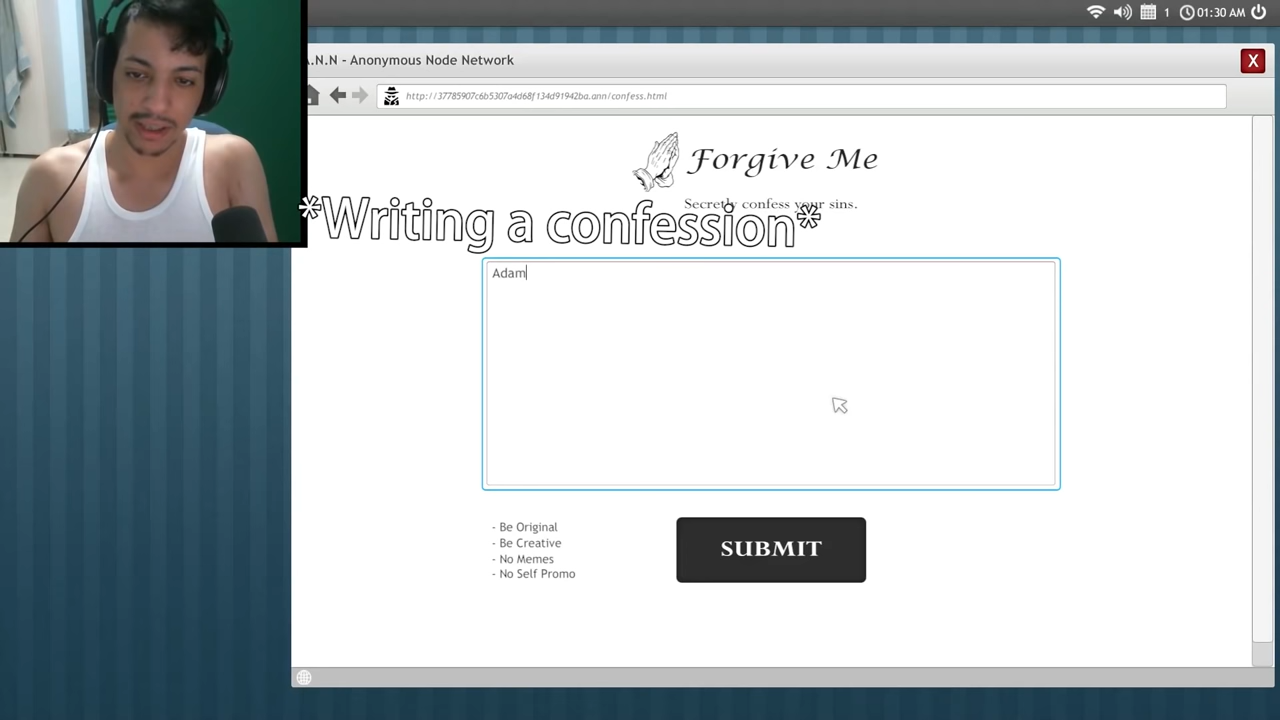 1 01:30 AM
A.N.N - Anonymous Node Network
X
http://37785907c6b5307a4d68f134d91942ba.ann/confess.html
Forgive Me
Secretly confess your sins.
*Writing a confession*
Adam
- Be Original
- Be Creative
- No Memes
- No Self Promo
SUBMIT